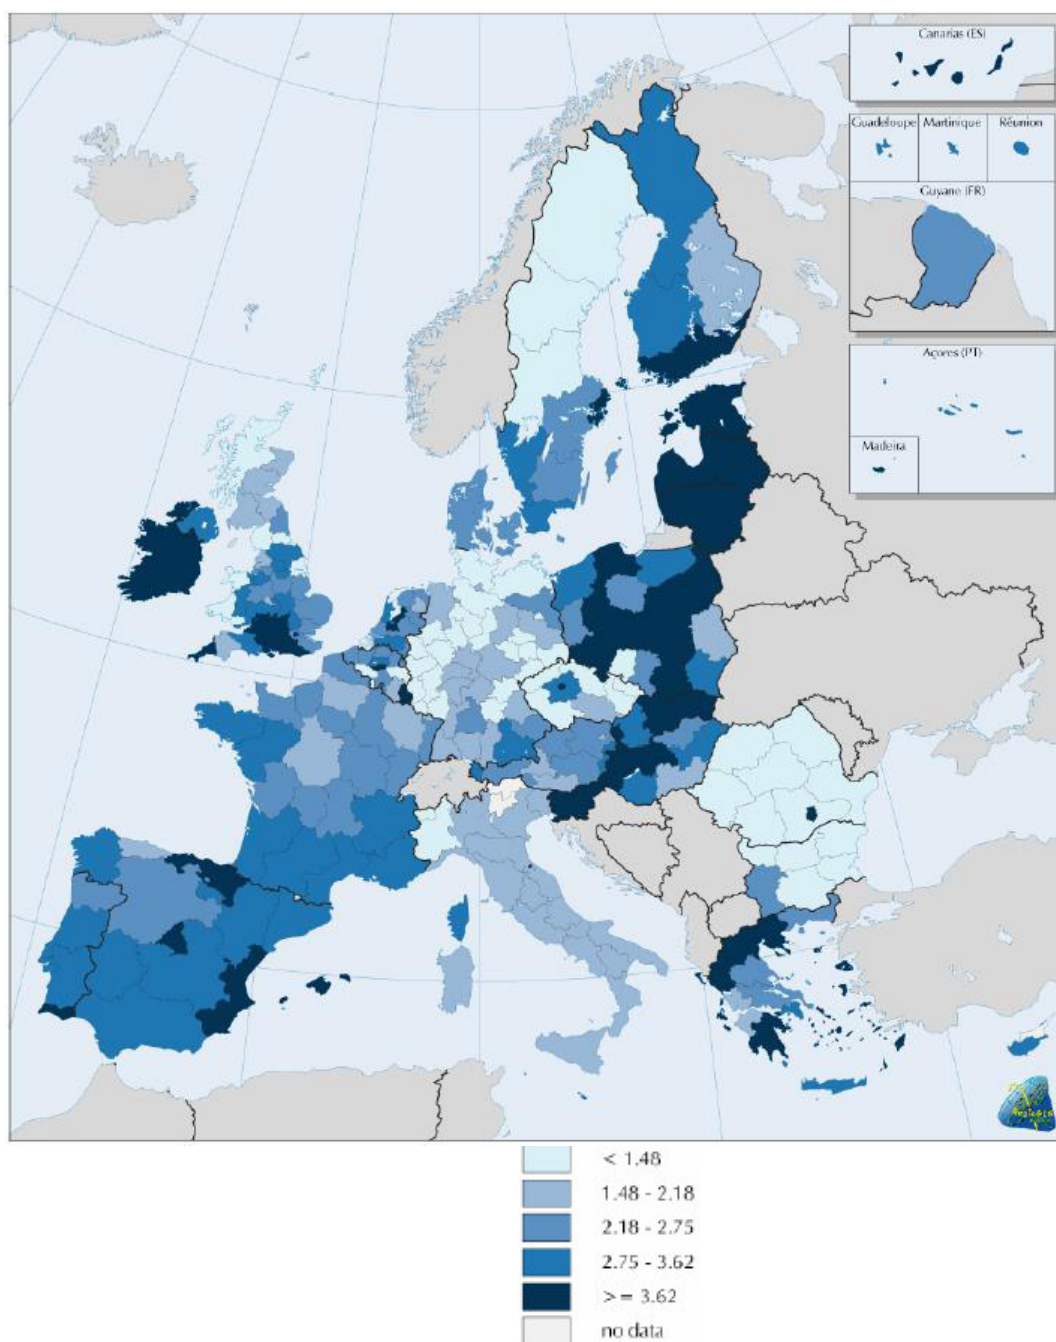 Canarias (ES)
Guadeloupe
Martinique
Réunion
Guyane (FR)
Açores (PT)
Madeira
< 1.48
1.48 - 2.18
2.18 - 2.75
2.75 - 3.62
>= 3.62
no data